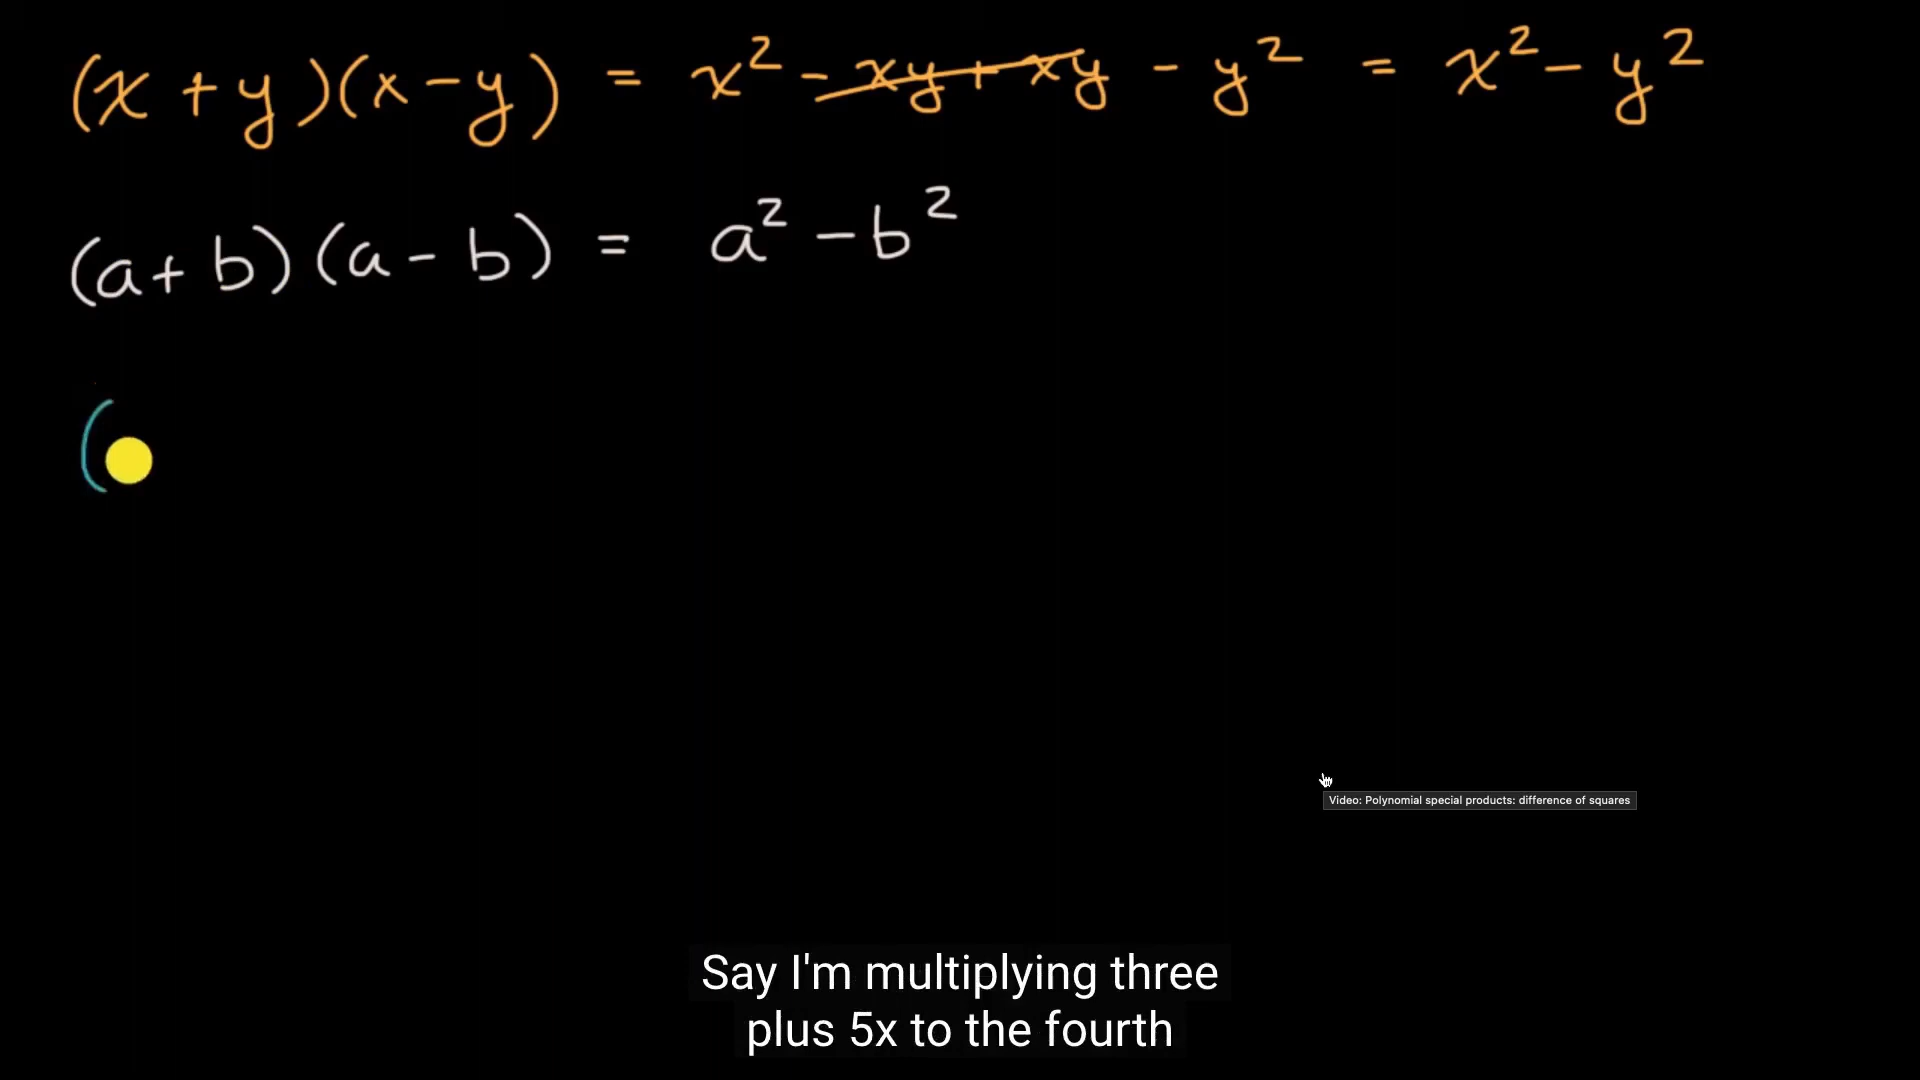 (x + y)(x - y) = x² - xy + xy - y² = x² - y²
(a + b)(a - b) = a² - b²
(
Video: Polynomial special products: difference of squares
Say I'm multiplying three
plus 5x to the fourth